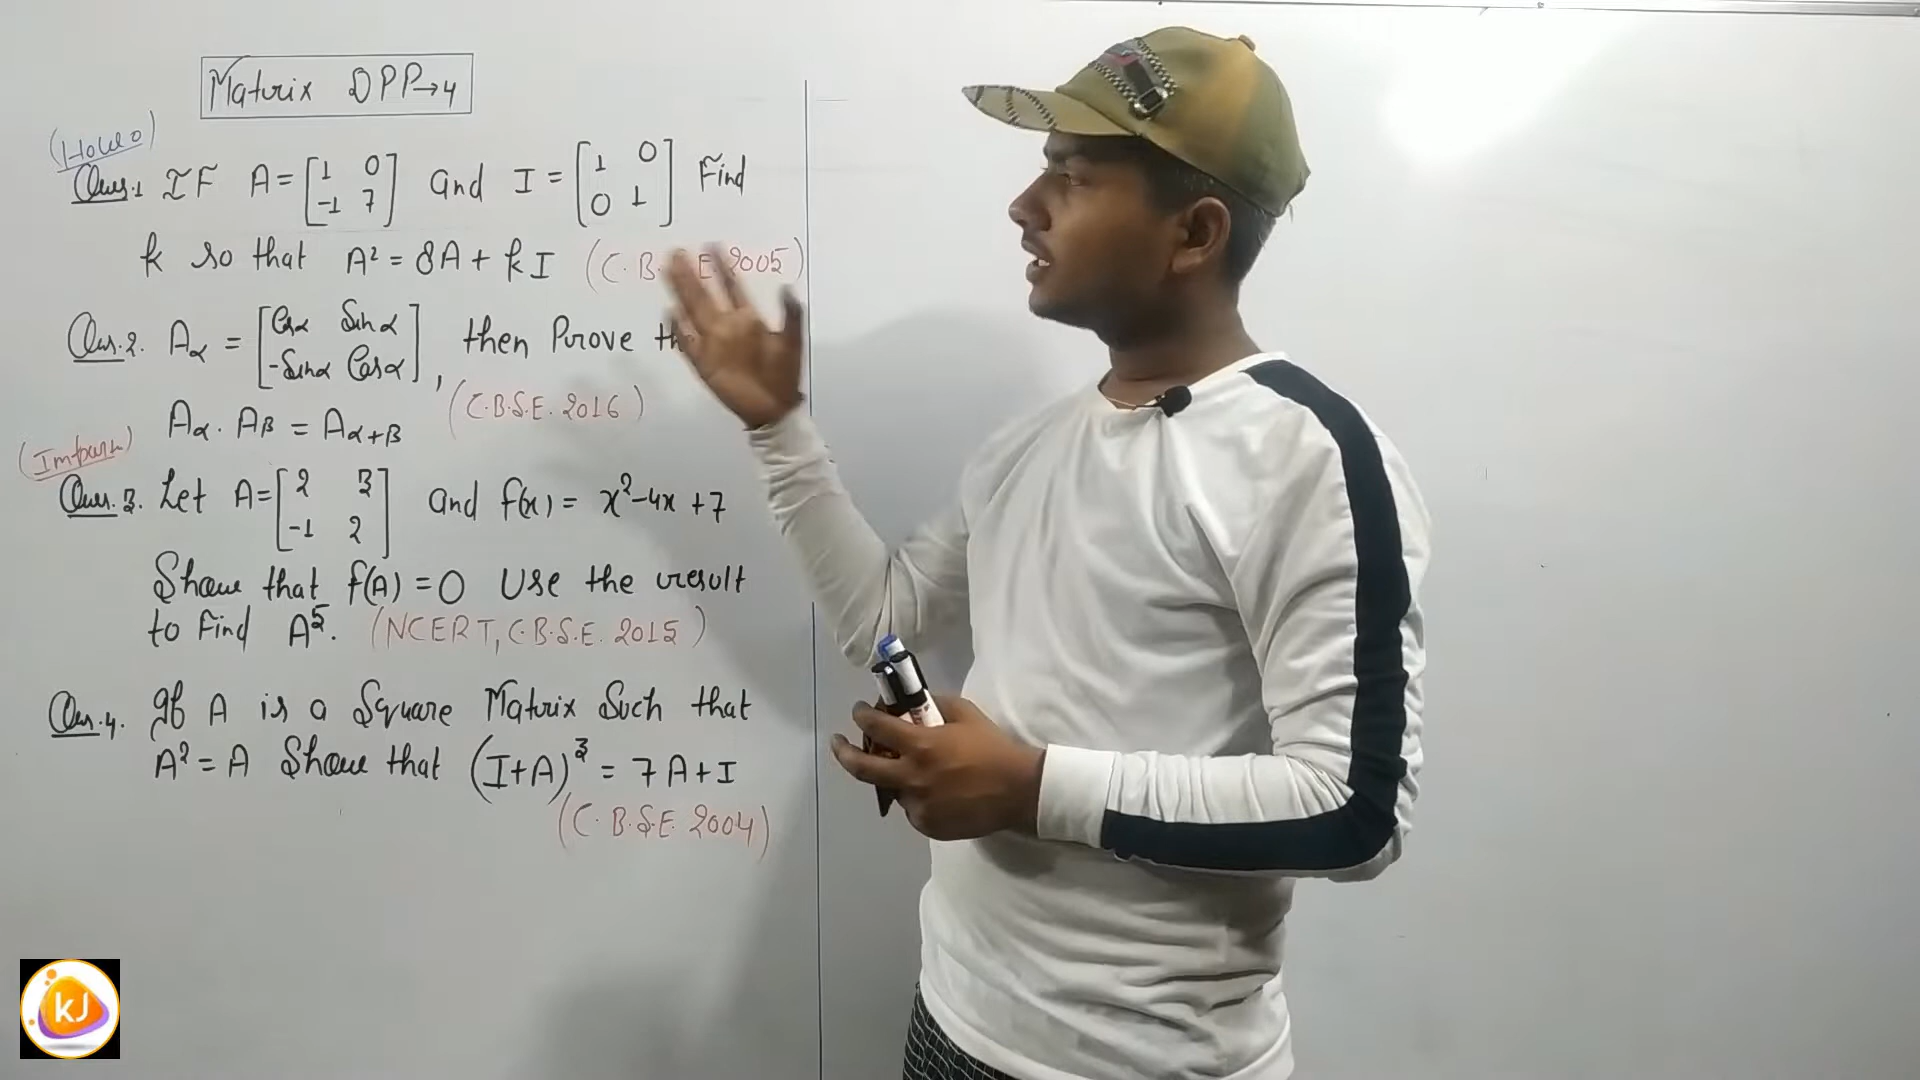 Matrix DPP→4
Ques.1 IF A = [1 0 -1 7] and I = [1 0 0 1] Find
k so that A² = 8A + kI (C.B.S.E. 2005)
Ques.2. Aα = [Cosα Sinα -Sinα Cosα], then Prove
Aα . Aβ = Aα+β (C.B.S.E. 2016)
Ques.3. Let A = [2 3 -1 2] and f(x) = x²-4x+7
Show that f(A) = 0 Use the result
to Find A⁵. (NCERT, C.B.S.E. 2015)
Ques.4. If A is a Square Matrix Such that
A² = A Show that (I+A)³ = 7A+I
(C.B.S.E. 2004)
KJ